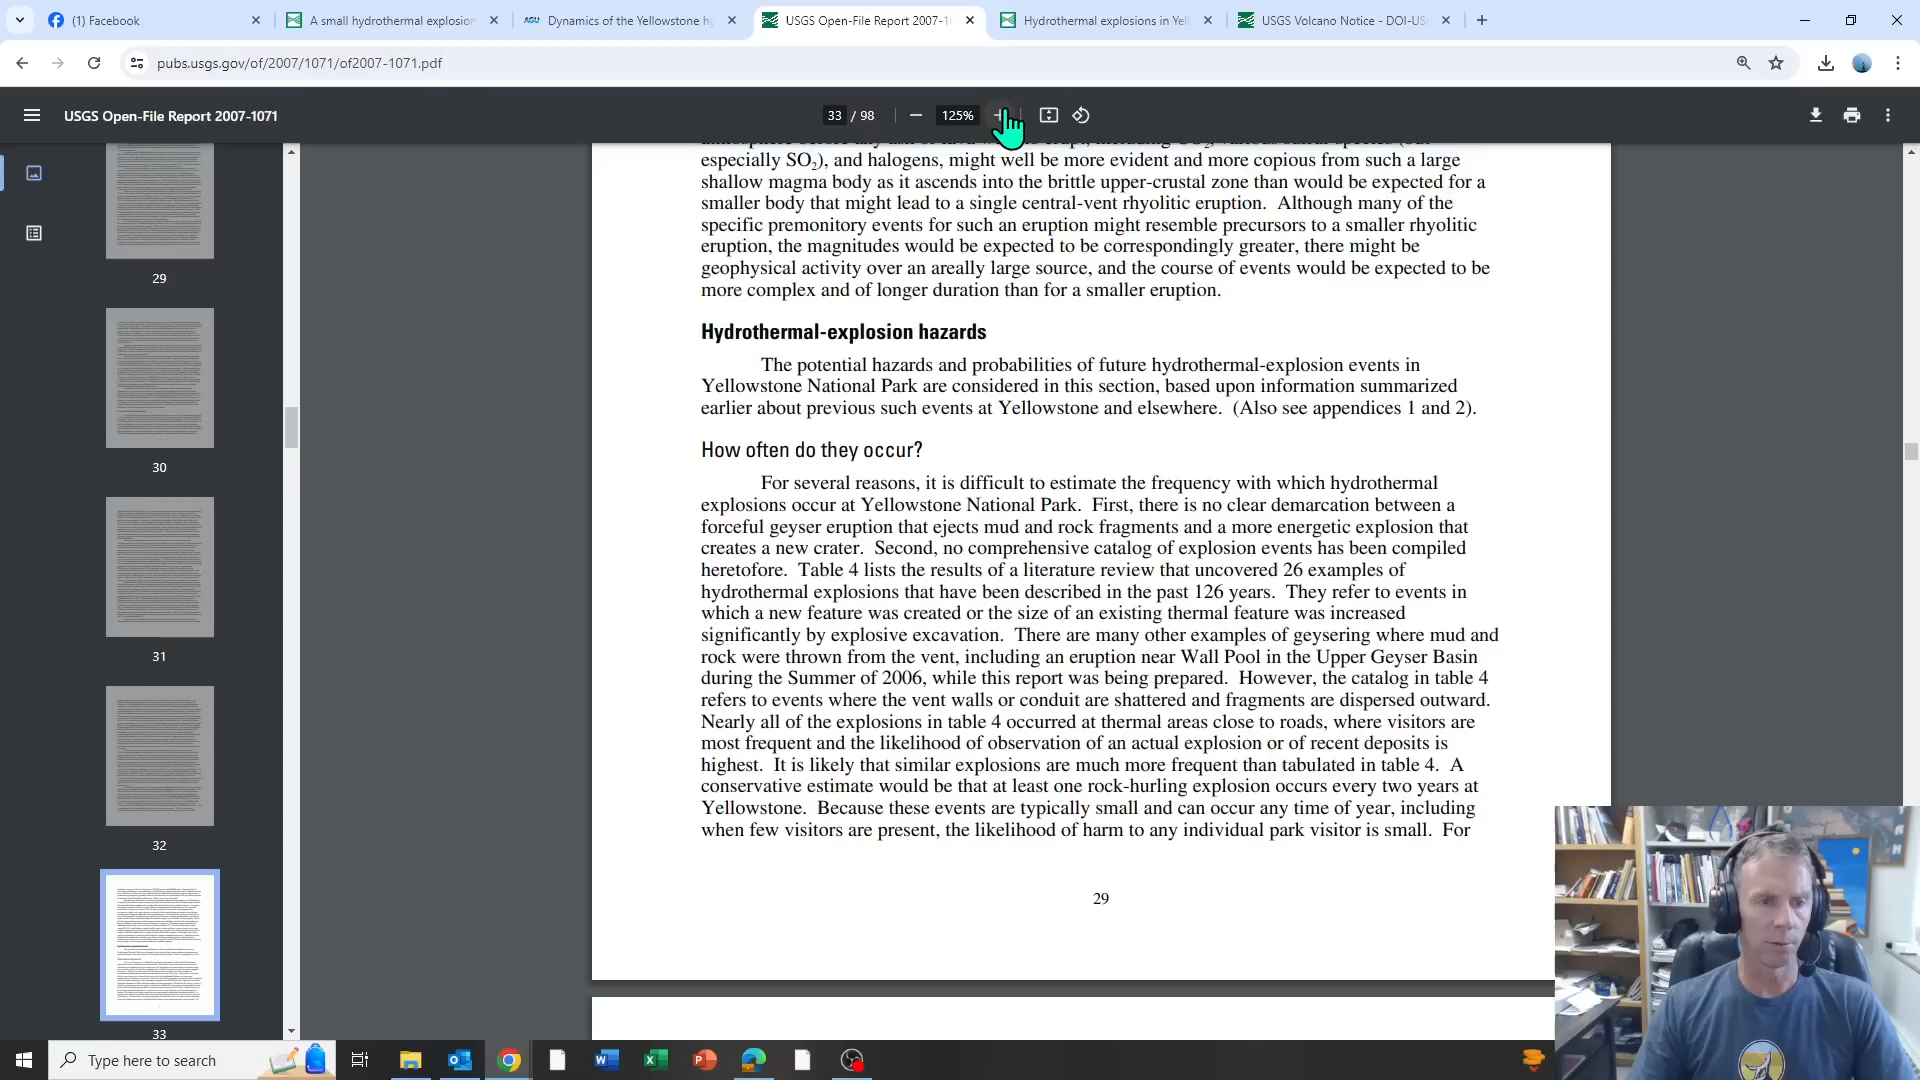 (1) Facebook
A small hydrothermal explosion
Dynamics of the Yellowstone hy
USGS Open-File Report 2007-1
Hydrothermal explosions in Yell
USGS Volcano Notice - DOI-US
pubs.usgs.gov/of/2007/1071/of2007-1071.pdf
USGS Open-File Report 2007-1071
33 / 98
125%
especially SO₂), and halogens, might well be more evident and more copious from such a large
shallow magma body as it ascends into the brittle upper-crustal zone than would be expected for a
smaller body that might lead to a single central-vent rhyolitic eruption. Although many of the
specific premonitory events for such an eruption might resemble precursors to a smaller rhyolitic
eruption, the magnitudes would be expected to be correspondingly greater, there might be
geophysical activity over an areally large source, and the course of events would be expected to be
more complex and of longer duration than for a smaller eruption.
Hydrothermal-explosion hazards
The potential hazards and probabilities of future hydrothermal-explosion events in
Yellowstone National Park are considered in this section, based upon information summarized
earlier about previous such events at Yellowstone and elsewhere. (Also see appendices 1 and 2).
How often do they occur?
For several reasons, it is difficult to estimate the frequency with which hydrothermal
explosions occur at Yellowstone National Park. First, there is no clear demarcation between a
forceful geyser eruption that ejects mud and rock fragments and a more energetic explosion that
creates a new crater. Second, no comprehensive catalog of explosion events has been compiled
heretofore. Table 4 lists the results of a literature review that uncovered 26 examples of
hydrothermal explosions that have been described in the past 126 years. They refer to events in
which a new feature was created or the size of an existing thermal feature was increased
significantly by explosive excavation. There are many other examples of geysering where mud and
rock were thrown from the vent, including an eruption near Wall Pool in the Upper Geyser Basin
during the Summer of 2006, while this report was being prepared. However, the catalog in table 4
refers to events where the vent walls or conduit are shattered and fragments are dispersed outward.
Nearly all of the explosions in table 4 occurred at thermal areas close to roads, where visitors are
most frequent and the likelihood of observation of an actual explosion or of recent deposits is
highest. It is likely that similar explosions are much more frequent than tabulated in table 4. A
conservative estimate would be that at least one rock-hurling explosion occurs every two years at
Yellowstone. Because these events are typically small and can occur any time of year, including
when few visitors are present, the likelihood of harm to any individual park visitor is small. For
29
29
30
31
32
33
Type here to search